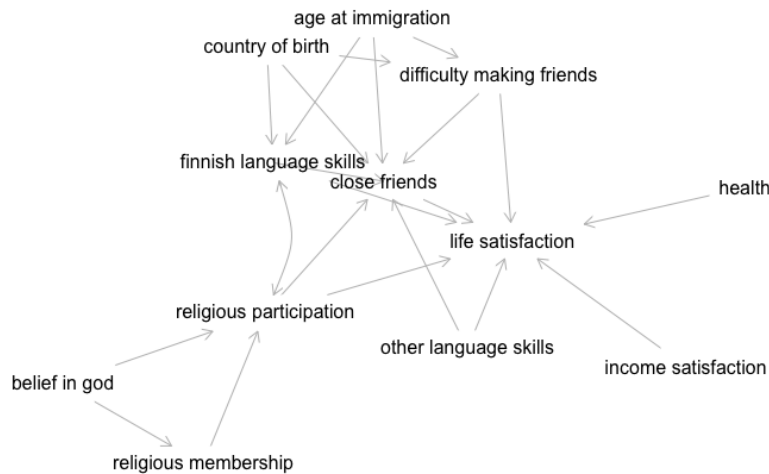 age at immigration
country of birth
difficulty making friends
finnish language skills
close friends
health
life satisfaction
religious participation
other language skills
income satisfaction
belief in god
religious membership